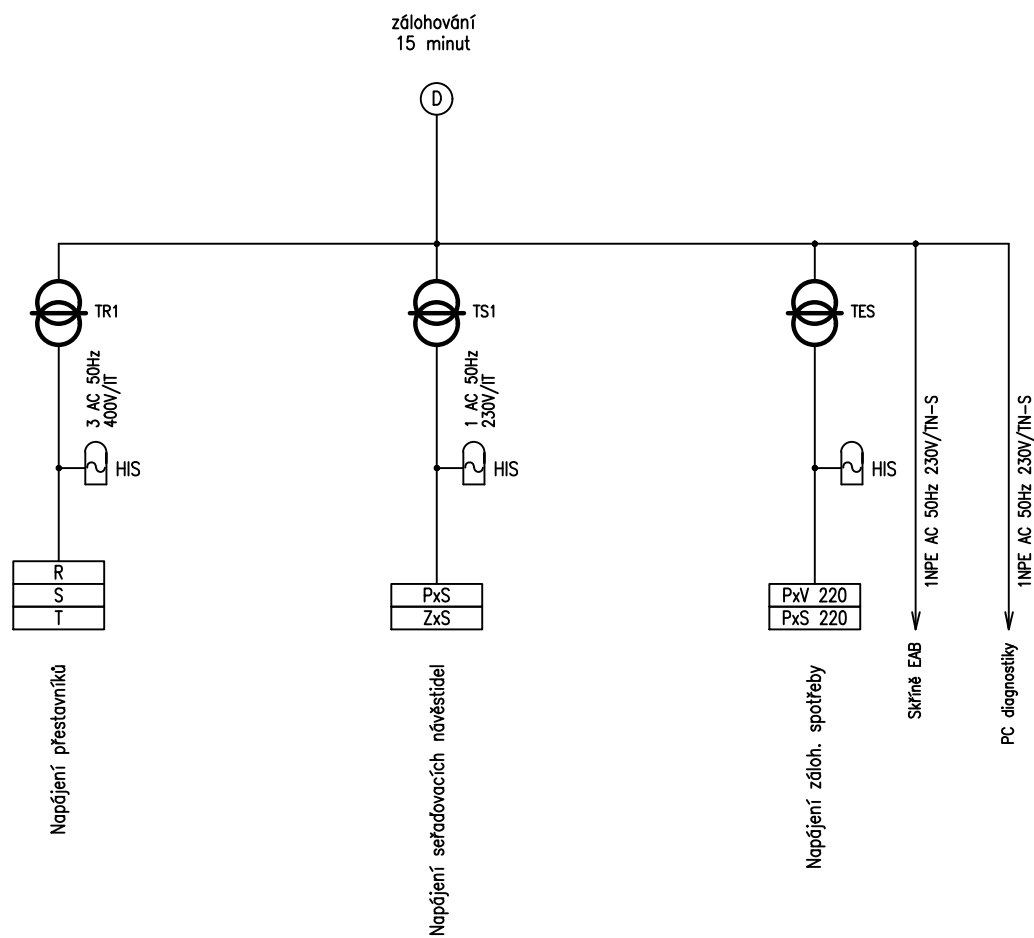 zálohování
15 minut
D
TR1
TS1
TES
3 AC 50Hz
400V/IT
1 AC 50Hz
230V/IT
HIS
HIS
HIS
1NPE AC 50Hz 230V/TN-S
1NPE AC 50Hz 230V/TN-S
R
S
T
PxS
ZxS
PxV 220
PxS 220
Napájení přestavníků
Napájení seřaďovacích návěstidel
Napájení záloh. spotřeby
Skříně EAB
PC diagnostiky